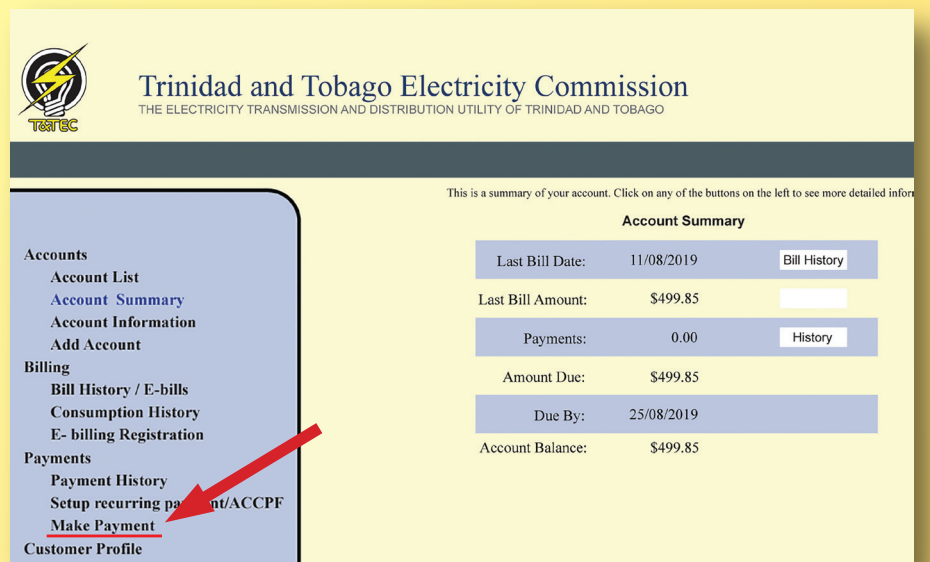 T&TEC
Trinidad and Tobago Electricity Commission
THE ELECTRICITY TRANSMISSION AND DISTRIBUTION UTILITY OF TRINIDAD AND TOBAGO
This is a summary of your account. Click on any of the buttons on the left to see more detailed infor
Account Summary
Last Bill Date: 11/08/2019 Bill History
Last Bill Amount: $499.85
Payments: 0.00 History
Amount Due: $499.85
Due By: 25/08/2019
Account Balance: $499.85
Accounts
Account List
Account Summary
Account Information
Add Account
Billing
Bill History / E-bills
Consumption History
E- billing Registration
Payments
Payment History
Setup recurring pa nt/ACCPF
Make Payment
Customer Profile